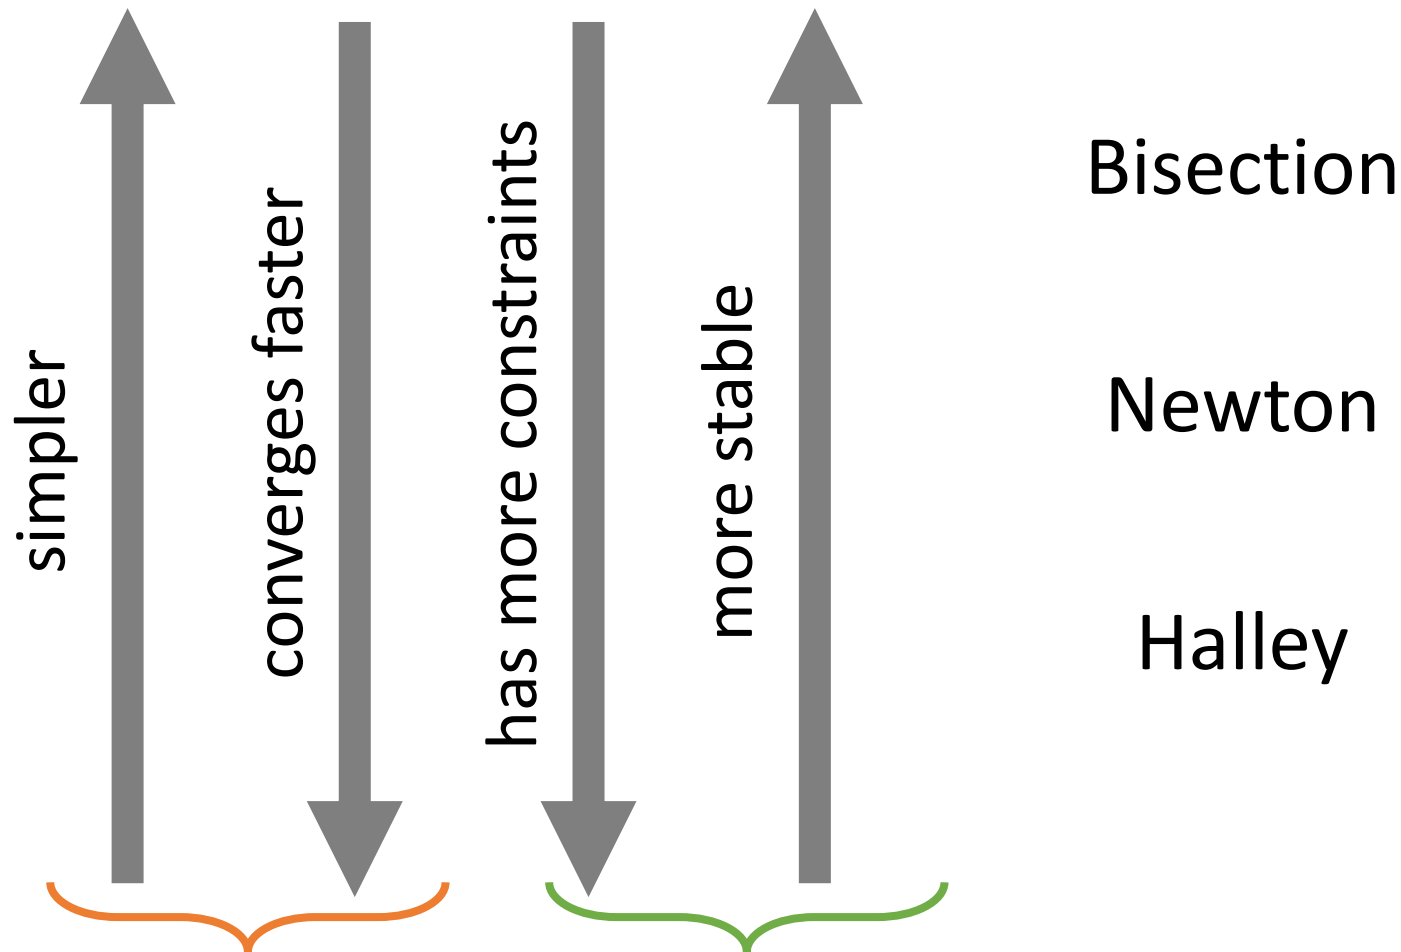 simpler
converges faster
has more constraints
more stable
Bisection
Newton
Halley